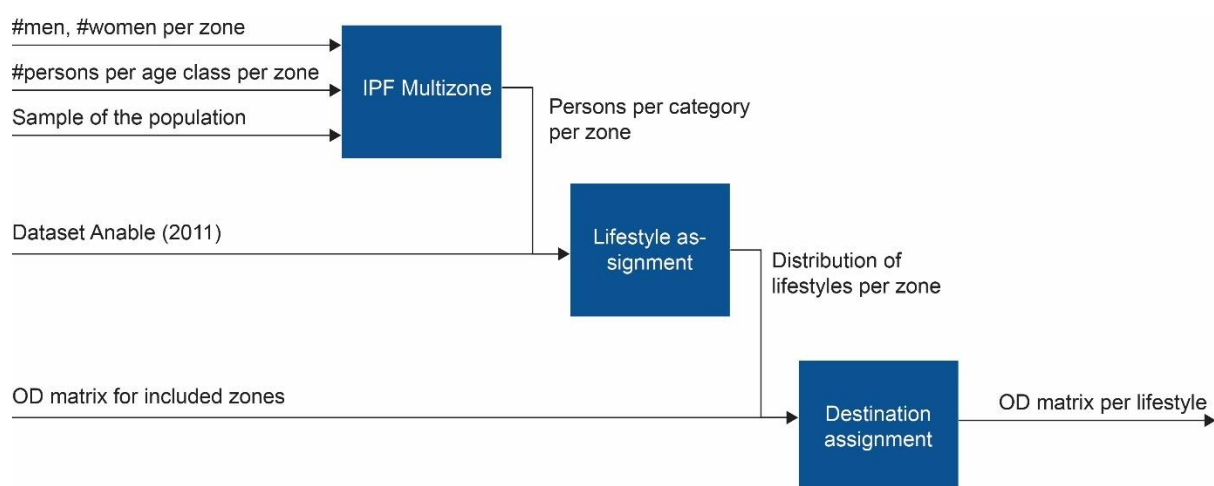 #men, #women per zone
#persons per age class per zone
Sample of the population
IPF Multizone
Persons per category
per zone
Dataset Anable (2011)
Lifestyle as-
signment
Distribution of
lifestyles per zone
OD matrix for included zones
Destination
assignment
OD matrix per lifestyle